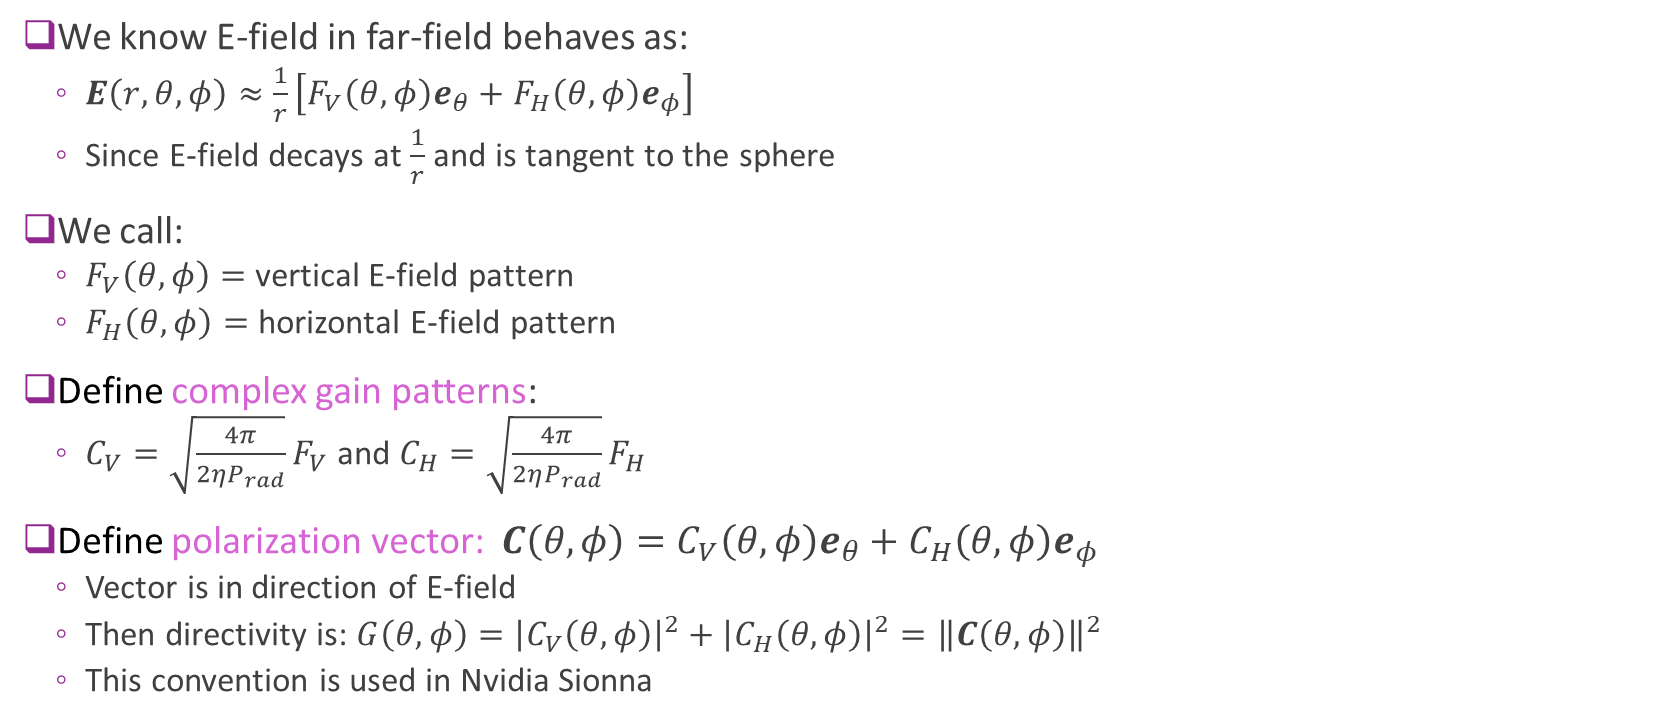 ❑We know E-field in far-field behaves as:
◦ 𝑬(𝑟, 𝜃, 𝜙) ≈ 1/𝑟 [𝐹_𝑉(𝜃, 𝜙)𝒆_𝜃 + 𝐹_𝐻(𝜃, 𝜙)𝒆_𝜙]
◦ Since E-field decays at 1/𝑟 and is tangent to the sphere
❑We call:
◦ 𝐹_𝑉(𝜃, 𝜙) = vertical E-field pattern
◦ 𝐹_𝐻(𝜃, 𝜙) = horizontal E-field pattern
❑Define complex gain patterns:
◦ 𝐶_𝑉 = √(4𝜋/(2𝜂𝑃_𝑟𝑎𝑑)) 𝐹_𝑉 and 𝐶_𝐻 = √(4𝜋/(2𝜂𝑃_𝑟𝑎𝑑)) 𝐹_𝐻
❑Define polarization vector: 𝑪(𝜃, 𝜙) = 𝐶_𝑉(𝜃, 𝜙)𝒆_𝜃 + 𝐶_𝐻(𝜃, 𝜙)𝒆_𝜙
◦ Vector is in direction of E-field
◦ Then directivity is: 𝐺(𝜃, 𝜙) = |𝐶_𝑉(𝜃, 𝜙)|² + |𝐶_𝐻(𝜃, 𝜙)|² = ‖𝑪(𝜃, 𝜙)‖²
◦ This convention is used in Nvidia Sionna